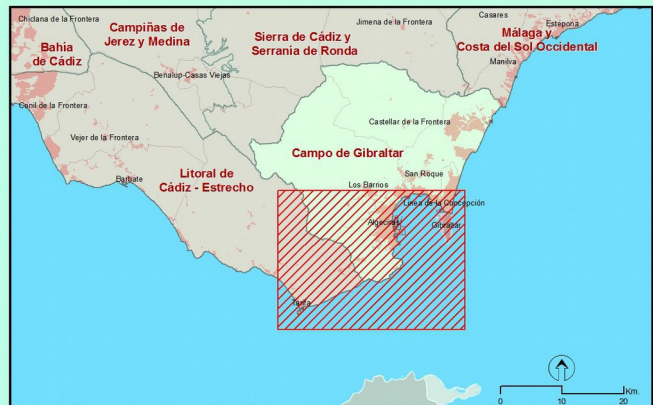 Chiclana de la Frontera
Campiñas de
Jerez y Medina
Sierra de Cádiz y
Serranía de Ronda
Jimena de la Frontera
Casares
Estepona
Málaga y
Costa del Sol Occidental
Manilva
Bahía
de Cádiz
Benalup-Casas Viejas
Conil de la Frontera
Castellar de la Frontera
Vejer de la Frontera
Campo de Gibraltar
Litoral de
Cádiz - Estrecho
Barbate
Los Barrios
San Roque
Línea de la Concepción
Algeciras
Gibraltar
Tarifa
Km.
0
10
20